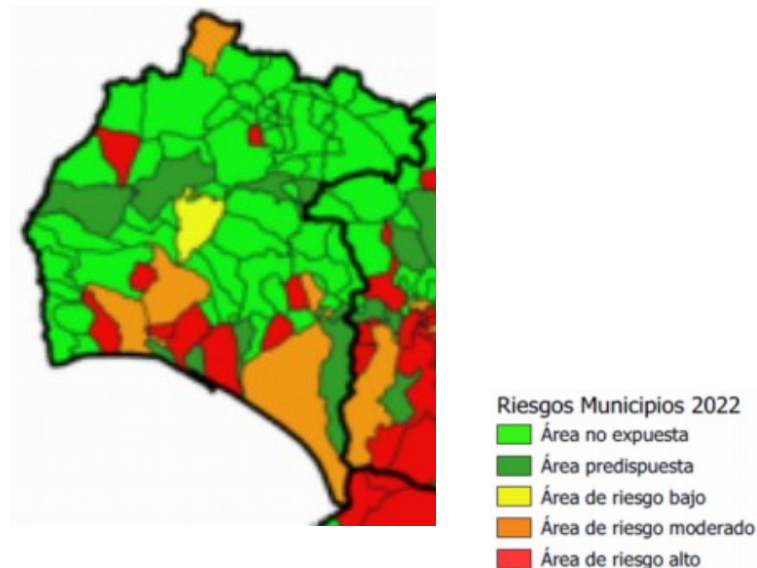 Riesgos Municipios 2022
Área no expuesta
Área predispuesta
Área de riesgo bajo
Área de riesgo moderado
Área de riesgo alto